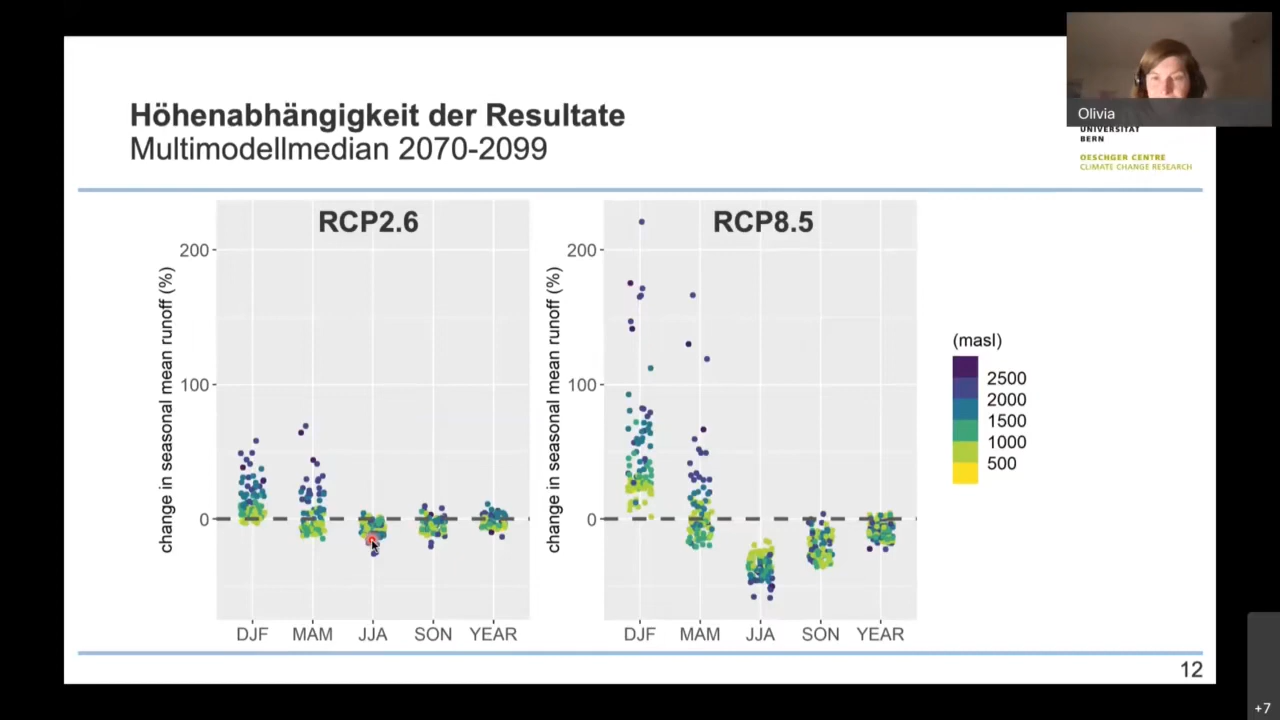 Olivia
Höhenabhängigkeit der Resultate
Multimodellmedian 2070-2099
UNIVERSITÄT
BERN
OESCHGER CENTRE
CLIMATE CHANGE RESEARCH
RCP2.6
change in seasonal mean runoff (%)
200
100
0
DJF MAM JJA SON YEAR
RCP8.5
change in seasonal mean runoff (%)
200
100
0
DJF MAM JJA SON YEAR
(masl)
2500
2000
1500
1000
500
12
+7